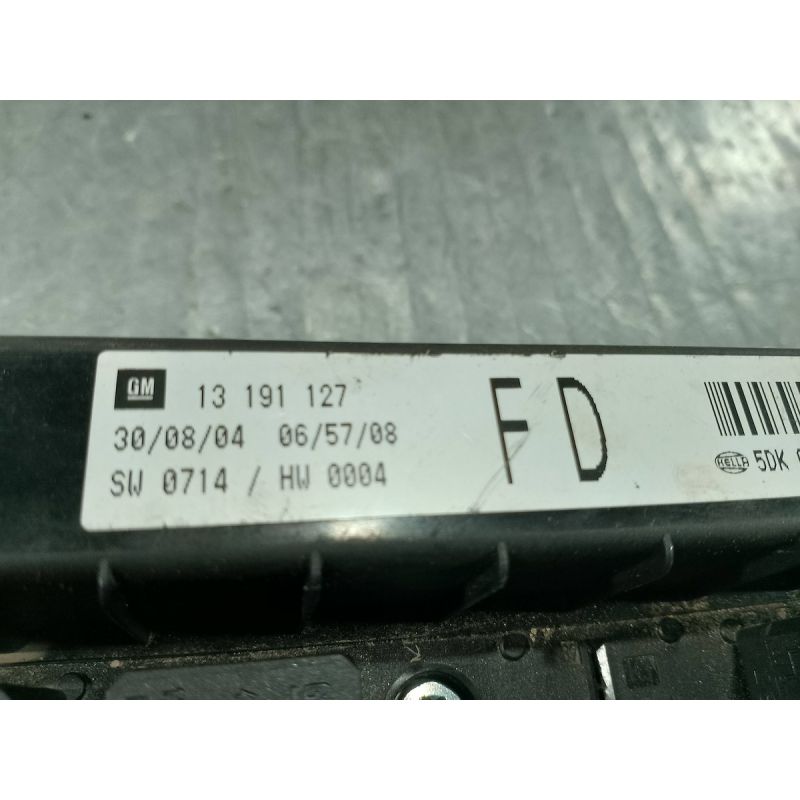 GM 13 191 127
30/08/04 06/57/08
SW 0714 / HW 0004
FD
HELLA 5DK